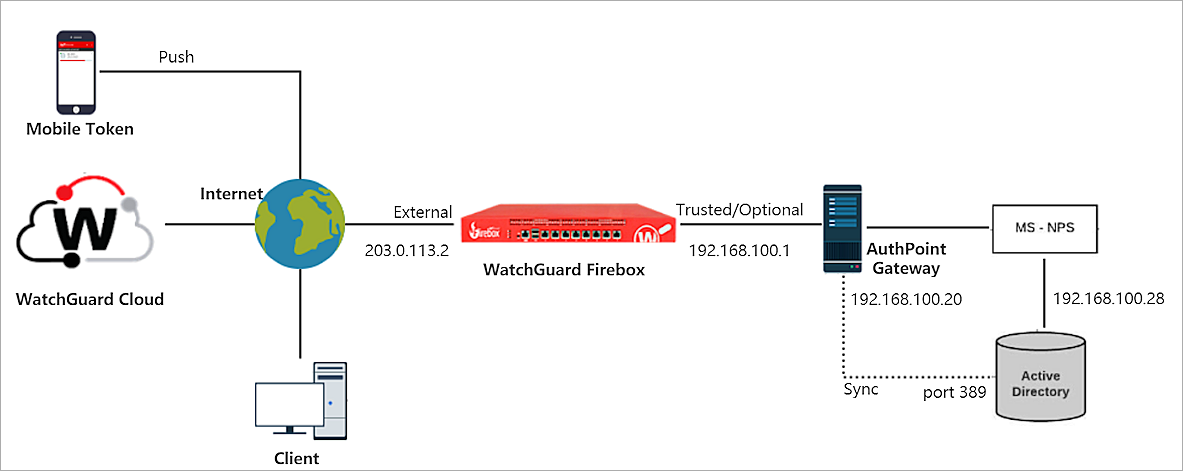 Push
Mobile Token
Internet
External
Trusted/Optional
Firebox
W
W
MS - NPS
203.0.113.2
192.168.100.1
AuthPoint
Gateway
WatchGuard Firebox
WatchGuard Cloud
192.168.100.20
192.168.100.28
Active
Directory
Sync
port 389
Client